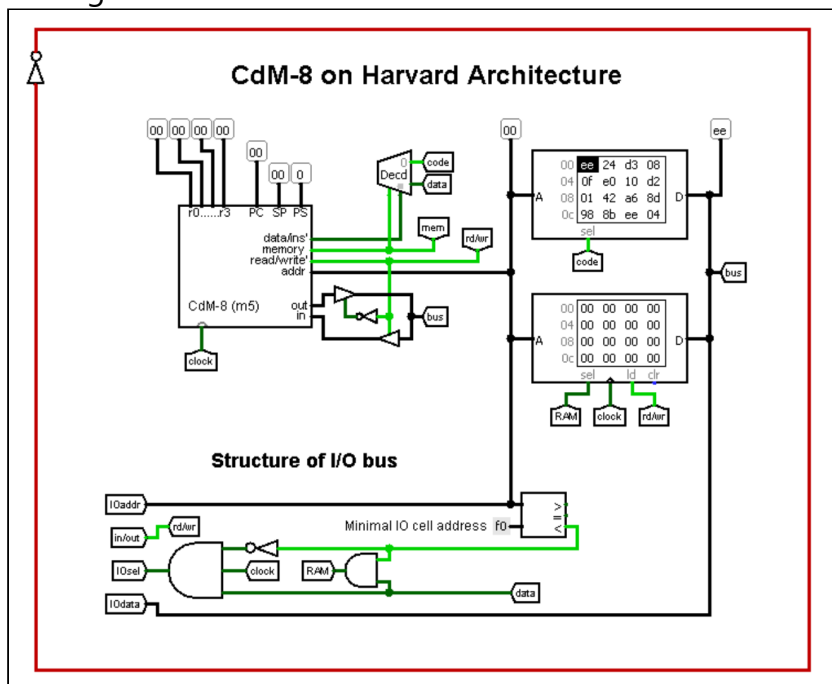 CdM-8 on Harvard Architecture
00 00 00 00
00
00 0
r0......r3 PC SP PS
data/ins'
memory
read/write'
addr
out
in
CdM-8 (m5)
clock
0
Decd
code
data
mem
rd/wr
bus
00
ee
A
00 ee 24 d3 08
04 0f e0 10 d2
08 01 42 a6 8d
0c 98 8b ee 04
D
sel
code
bus
A
00 00 00 00 00
04 00 00 00 00
08 00 00 00 00
0c 00 00 00 00
D
sel ld clr
RAM clock rd/wr
Structure of I/O bus
IOaddr
Minimal IO cell address f0
>
=
<
in/out rd/wr
IOsel
clock
RAM
data
IOdata